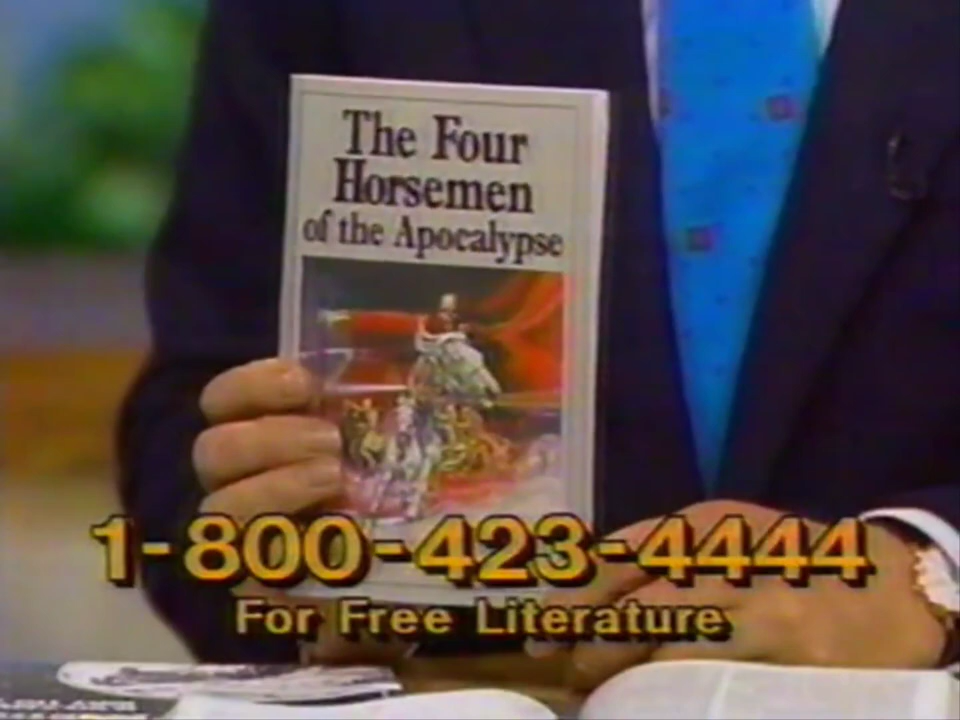 The Four
Horsemen
of the Apocalypse
1-800-423-4444
For Free Literature